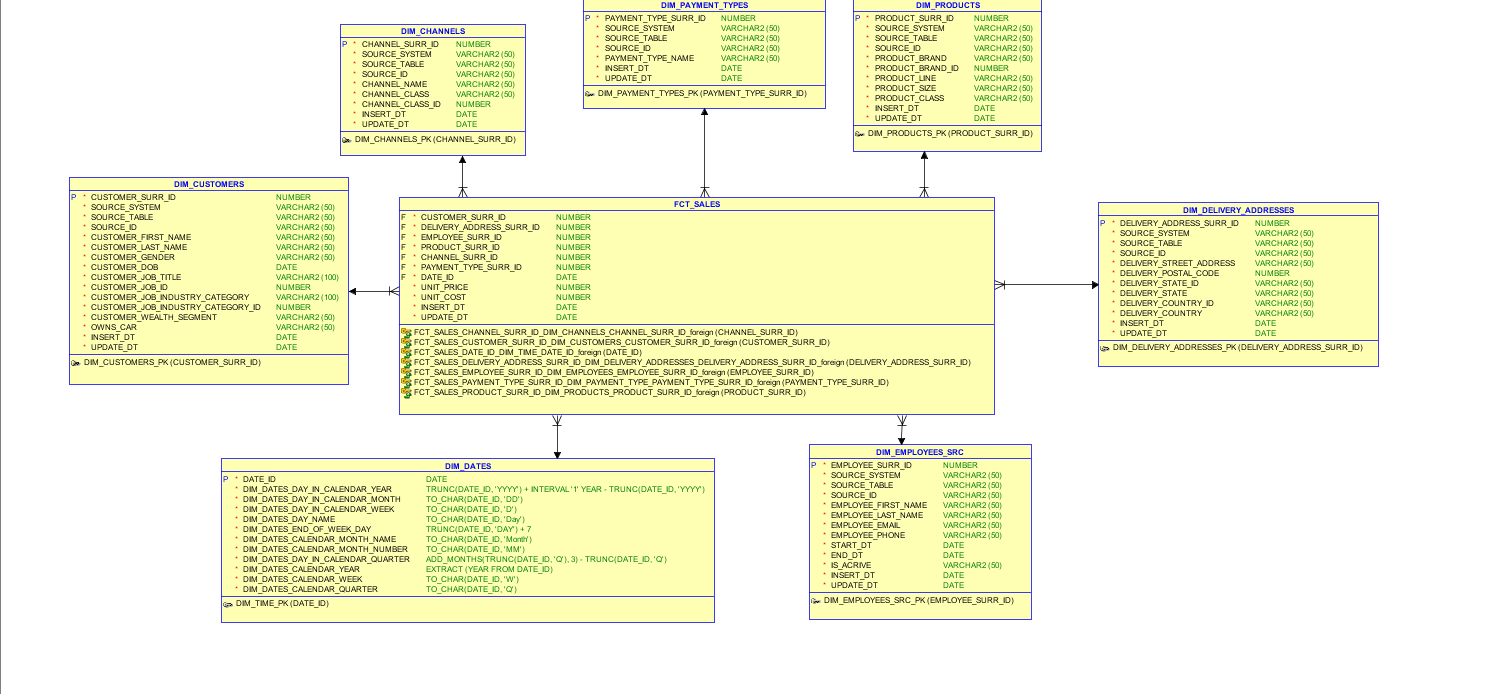 DIM_PAYMENT_TYPES
P * PAYMENT_TYPE_SURR_ID NUMBER
* SOURCE_SYSTEM VARCHAR2 (50)
* SOURCE_TABLE VARCHAR2 (50)
* SOURCE_ID VARCHAR2 (50)
* PAYMENT_TYPE_NAME VARCHAR2 (50)
* INSERT_DT DATE
* UPDATE_DT DATE
DIM_PAYMENT_TYPES_PK (PAYMENT_TYPE_SURR_ID)
DIM_PRODUCTS
P * PRODUCT_SURR_ID NUMBER
* SOURCE_SYSTEM VARCHAR2 (50)
* SOURCE_TABLE VARCHAR2 (50)
* SOURCE_ID VARCHAR2 (50)
* PRODUCT_BRAND VARCHAR2 (50)
* PRODUCT_BRAND_ID NUMBER
* PRODUCT_LINE VARCHAR2 (50)
* PRODUCT_SIZE VARCHAR2 (50)
* PRODUCT_CLASS VARCHAR2 (50)
* INSERT_DT DATE
* UPDATE_DT DATE
DIM_PRODUCTS_PK (PRODUCT_SURR_ID)
DIM_CHANNELS
P * CHANNEL_SURR_ID NUMBER
* SOURCE_SYSTEM VARCHAR2 (50)
* SOURCE_TABLE VARCHAR2 (50)
* SOURCE_ID VARCHAR2 (50)
* CHANNEL_NAME VARCHAR2 (50)
* CHANNEL_CLASS VARCHAR2 (50)
* CHANNEL_CLASS_ID NUMBER
* INSERT_DT DATE
* UPDATE_DT DATE
DIM_CHANNELS_PK (CHANNEL_SURR_ID)
DIM_CUSTOMERS
P * CUSTOMER_SURR_ID NUMBER
* SOURCE_SYSTEM VARCHAR2 (50)
* SOURCE_TABLE VARCHAR2 (50)
* SOURCE_ID VARCHAR2 (50)
* CUSTOMER_FIRST_NAME VARCHAR2 (50)
* CUSTOMER_LAST_NAME VARCHAR2 (50)
* CUSTOMER_GENDER VARCHAR2 (50)
* CUSTOMER_DOB DATE
* CUSTOMER_JOB_TITLE VARCHAR2 (100)
* CUSTOMER_JOB_ID NUMBER
* CUSTOMER_JOB_INDUSTRY_CATEGORY VARCHAR2 (100)
* CUSTOMER_JOB_INDUSTRY_CATEGORY_ID NUMBER
* CUSTOMER_WEALTH_SEGMENT VARCHAR2 (50)
* OWNS_CAR VARCHAR2 (50)
* INSERT_DT DATE
* UPDATE_DT DATE
DIM_CUSTOMERS_PK (CUSTOMER_SURR_ID)
FCT_SALES
F * CUSTOMER_SURR_ID NUMBER
F * DELIVERY_ADDRESS_SURR_ID NUMBER
F * EMPLOYEE_SURR_ID NUMBER
F * PRODUCT_SURR_ID NUMBER
F * CHANNEL_SURR_ID NUMBER
F * PAYMENT_TYPE_SURR_ID NUMBER
F * DATE_ID DATE
* UNIT_PRICE NUMBER
* UNIT_COST NUMBER
* INSERT_DT DATE
* UPDATE_DT DATE
FCT_SALES_CHANNEL_SURR_ID_DIM_CHANNELS_CHANNEL_SURR_ID_foreign (CHANNEL_SURR_ID)
FCT_SALES_CUSTOMER_SURR_ID_DIM_CUSTOMERS_CUSTOMER_SURR_ID_foreign (CUSTOMER_SURR_ID)
FCT_SALES_DATE_ID_DIM_TIME_DATE_ID_foreign (DATE_ID)
FCT_SALES_DELIVERY_ADDRESS_SURR_ID_DIM_DELIVERY_ADDRESSES_DELIVERY_ADDRESS_SURR_ID_foreign (DELIVERY_ADDRESS_SURR_ID)
FCT_SALES_EMPLOYEE_SURR_ID_DIM_EMPLOYEES_EMPLOYEE_SURR_ID_foreign (EMPLOYEE_SURR_ID)
FCT_SALES_PAYMENT_TYPE_SURR_ID_DIM_PAYMENT_TYPE_PAYMENT_TYPE_SURR_ID_foreign (PAYMENT_TYPE_SURR_ID)
FCT_SALES_PRODUCT_SURR_ID_DIM_PRODUCTS_PRODUCT_SURR_ID_foreign (PRODUCT_SURR_ID)
DIM_DELIVERY_ADDRESSES
P * DELIVERY_ADDRESS_SURR_ID NUMBER
* SOURCE_SYSTEM VARCHAR2 (50)
* SOURCE_TABLE VARCHAR2 (50)
* SOURCE_ID VARCHAR2 (50)
* DELIVERY_STREET_ADDRESS VARCHAR2 (50)
* DELIVERY_POSTAL_CODE NUMBER
* DELIVERY_STATE_ID VARCHAR2 (50)
* DELIVERY_STATE VARCHAR2 (50)
* DELIVERY_COUNTRY_ID VARCHAR2 (50)
* DELIVERY_COUNTRY VARCHAR2 (50)
* INSERT_DT DATE
* UPDATE_DT DATE
DIM_DELIVERY_ADDRESSES_PK (DELIVERY_ADDRESS_SURR_ID)
DIM_DATES
P * DATE_ID DATE
* DIM_DATES_DAY_IN_CALENDAR_YEAR TRUNC(DATE_ID, 'YYYY') + INTERVAL '1' YEAR - TRUNC(DATE_ID, 'YYYY')
* DIM_DATES_DAY_IN_CALENDAR_MONTH TO_CHAR(DATE_ID, 'DD')
* DIM_DATES_DAY_IN_CALENDAR_WEEK TO_CHAR(DATE_ID, 'D')
* DIM_DATES_DAY_NAME TO_CHAR(DATE_ID, 'Day')
* DIM_DATES_END_OF_WEEK_DAY TRUNC(DATE_ID, 'DAY') + 7
* DIM_DATES_CALENDAR_MONTH_NAME TO_CHAR(DATE_ID, 'Month')
* DIM_DATES_CALENDAR_MONTH_NUMBER TO_CHAR(DATE_ID, 'MM')
* DIM_DATES_DAY_IN_CALENDAR_QUARTER ADD_MONTHS(TRUNC(DATE_ID, 'Q'), 3) - TRUNC(DATE_ID, 'Q')
* DIM_DATES_CALENDAR_YEAR EXTRACT (YEAR FROM DATE_ID)
* DIM_DATES_CALENDAR_WEEK TO_CHAR(DATE_ID, 'W')
* DIM_DATES_CALENDAR_QUARTER TO_CHAR(DATE_ID, 'Q')
DIM_TIME_PK (DATE_ID)
DIM_EMPLOYEES_SRC
P * EMPLOYEE_SURR_ID NUMBER
* SOURCE_SYSTEM VARCHAR2 (50)
* SOURCE_TABLE VARCHAR2 (50)
* SOURCE_ID VARCHAR2 (50)
* EMPLOYEE_FIRST_NAME VARCHAR2 (50)
* EMPLOYEE_LAST_NAME VARCHAR2 (50)
* EMPLOYEE_EMAIL VARCHAR2 (50)
* EMPLOYEE_PHONE VARCHAR2 (50)
* START_DT DATE
* END_DT DATE
* IS_ACRIVE VARCHAR2 (50)
* INSERT_DT DATE
* UPDATE_DT DATE
DIM_EMPLOYEES_SRC_PK (EMPLOYEE_SURR_ID)